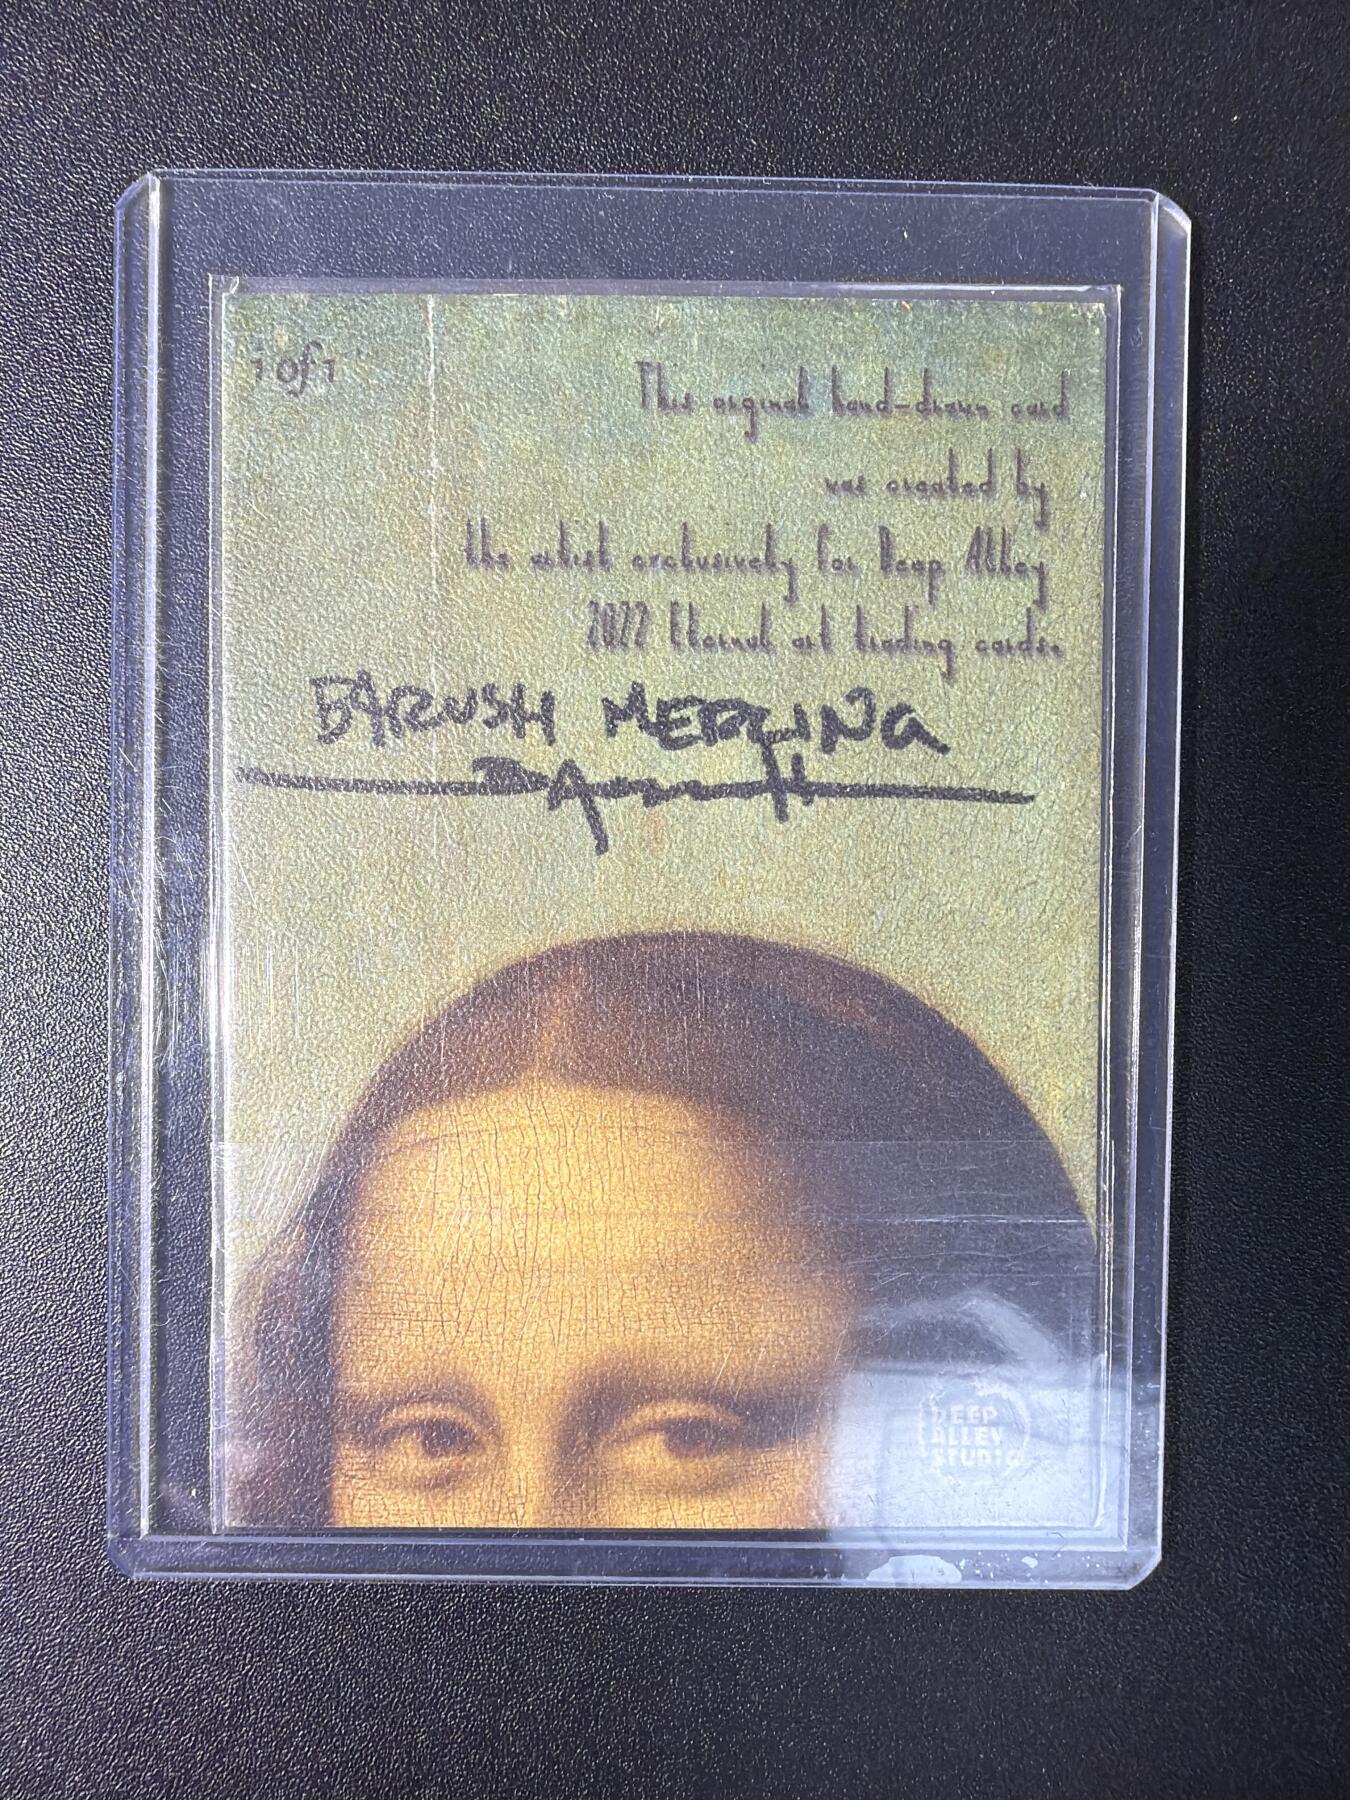 1 of 1
This original hand-drawn card
was created by
the artist exclusively for Deep Alley
2022 Eternal art trading cards.
BARUSH MERLING
DEEP
ALLEY
STUDIO